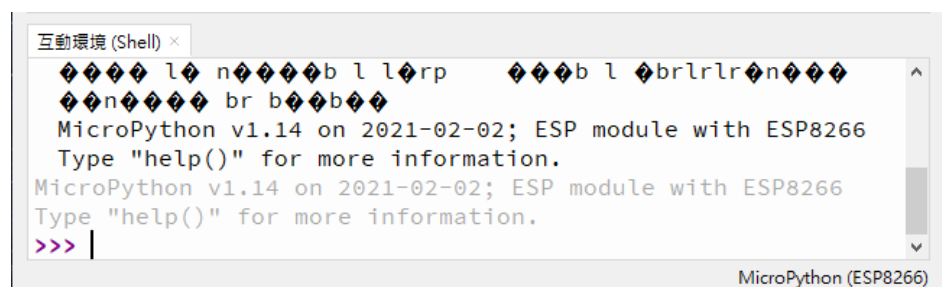 互動環境 (Shell) ×
���� l� n����b l l�rp ���b l �brlrlr�n���
��n���� br b��b��
MicroPython v1.14 on 2021-02-02; ESP module with ESP8266
Type "help()" for more information.
MicroPython v1.14 on 2021-02-02; ESP module with ESP8266
Type "help()" for more information.
>>>
MicroPython (ESP8266)